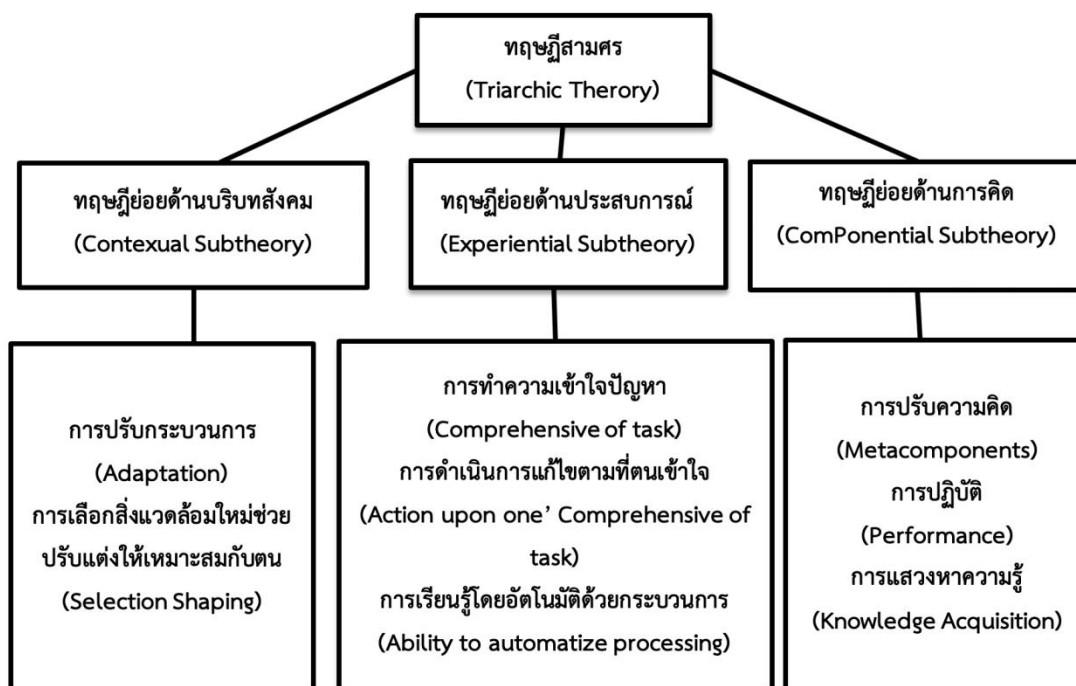 ทฤษฏีสามศร
(Triarchic Therory)
ทฤษฎีย่อยด้านบริบทสังคม
(Contexual Subtheory)
ทฤษฏีย่อยด้านประสบการณ์
(Experiential Subtheory)
ทฤษฏีย่อยด้านการคิด
(ComPonential Subtheory)
การปรับกระบวนการ
(Adaptation)
การเลือกสิ่งแวดล้อมใหม่ช่วย
ปรับแต่งให้เหมาะสมกับตน
(Selection Shaping)
การทำความเข้าใจปัญหา
(Comprehensive of task)
การดำเนินการแก้ไขตามที่ตนเข้าใจ
(Action upon one’ Comprehensive of
task)
การเรียนรู้โดยอัตโนมัติด้วยกระบวนการ
(Ability to automatize processing)
การปรับความคิด
(Metacomponents)
การปฏิบัติ
(Performance)
การแสวงหาความรู้
(Knowledge Acquisition)